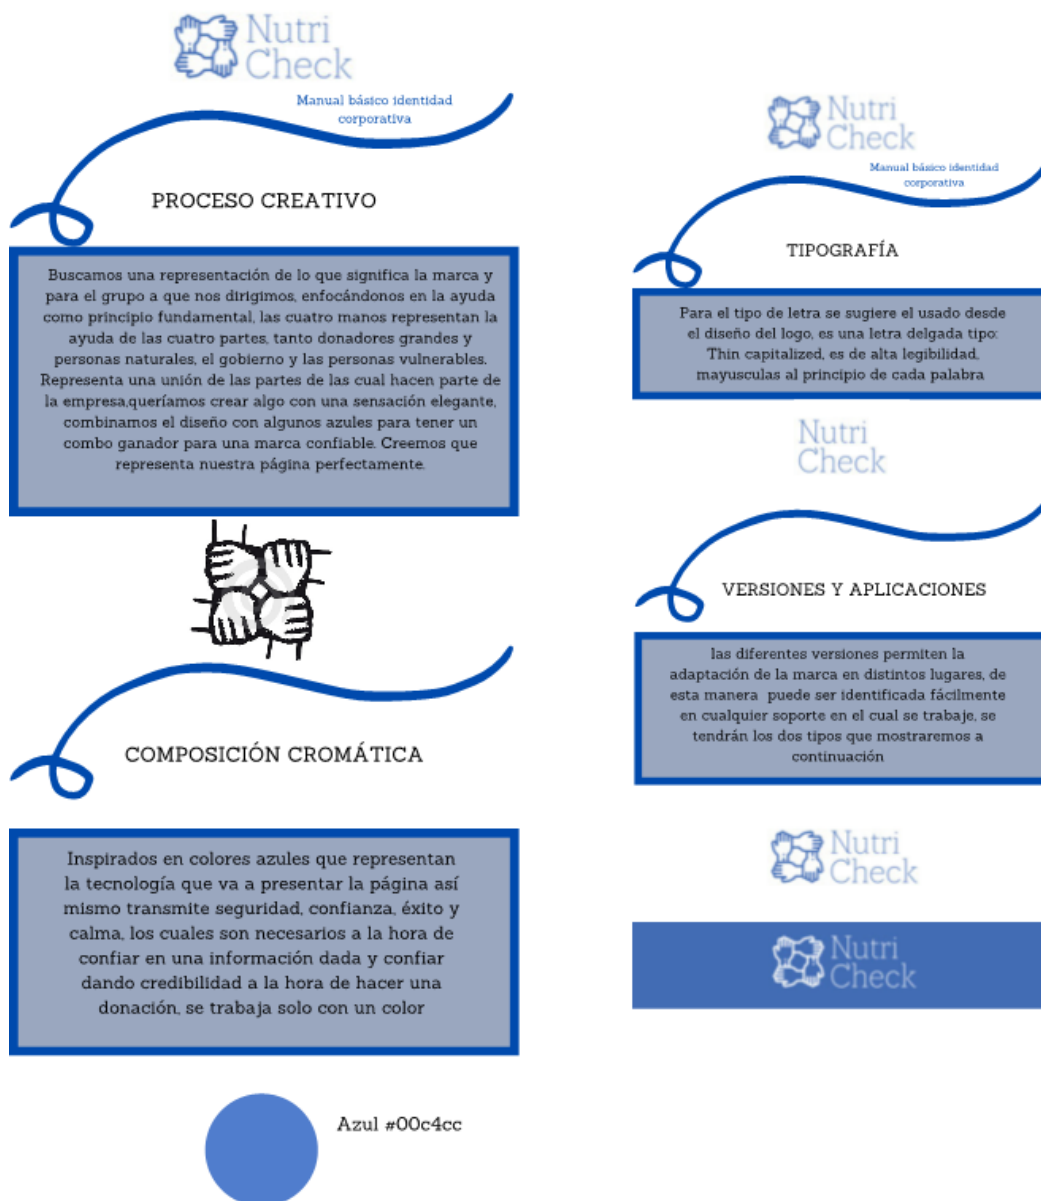 Nutri
Check
Manual básico identidad
corporativa
PROCESO CREATIVO
Buscamos una representación de lo que significa la marca y
para el grupo a que nos dirigimos, enfocándonos en la ayuda
como principio fundamental, las cuatro manos representan la
ayuda de las cuatro partes, tanto donadores grandes y
personas naturales, el gobierno y las personas vulnerables.
Representa una unión de las partes de las cual hacen parte de
la empresa,queríamos crear algo con una sensación elegante,
combinamos el diseño con algunos azules para tener un
combo ganador para una marca confiable. Creemos que
representa nuestra página perfectamente.
COMPOSICIÓN CROMÁTICA
Inspirados en colores azules que representan
la tecnología que va a presentar la página así
mismo transmite seguridad, confianza, éxito y
calma, los cuales son necesarios a la hora de
confiar en una información dada y confiar
dando credibilidad a la hora de hacer una
donación, se trabaja solo con un color
Azul #00c4cc
Nutri
Check
Manual básico identidad
corporativa
TIPOGRAFÍA
Para el tipo de letra se sugiere el usado desde
el diseño del logo, es una letra delgada tipo:
Thin capitalized, es de alta legibilidad,
mayusculas al principio de cada palabra
Nutri
Check
VERSIONES Y APLICACIONES
las diferentes versiones permiten la
adaptación de la marca en distintos lugares, de
esta manera puede ser identificada fácilmente
en cualquier soporte en el cual se trabaje, se
tendrán los dos tipos que mostraremos a
continuación
Nutri
Check
Nutri
Check